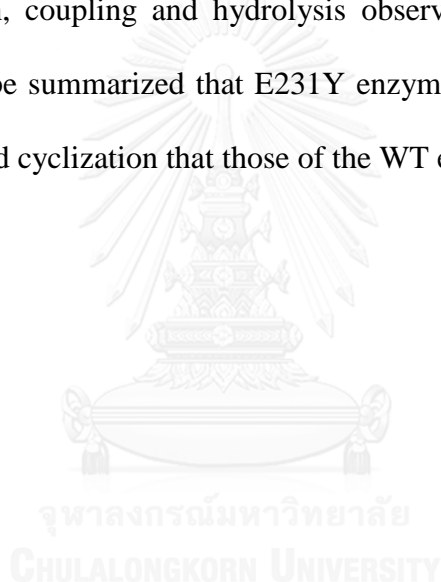 , coupling and hydrolysis observ
be summarized that E231Y enzym
d cyclization that those of the WT e
จุฬาลงกรณ์มหาวิทยาลัย
CHULALONGKORN UNIVERSITY